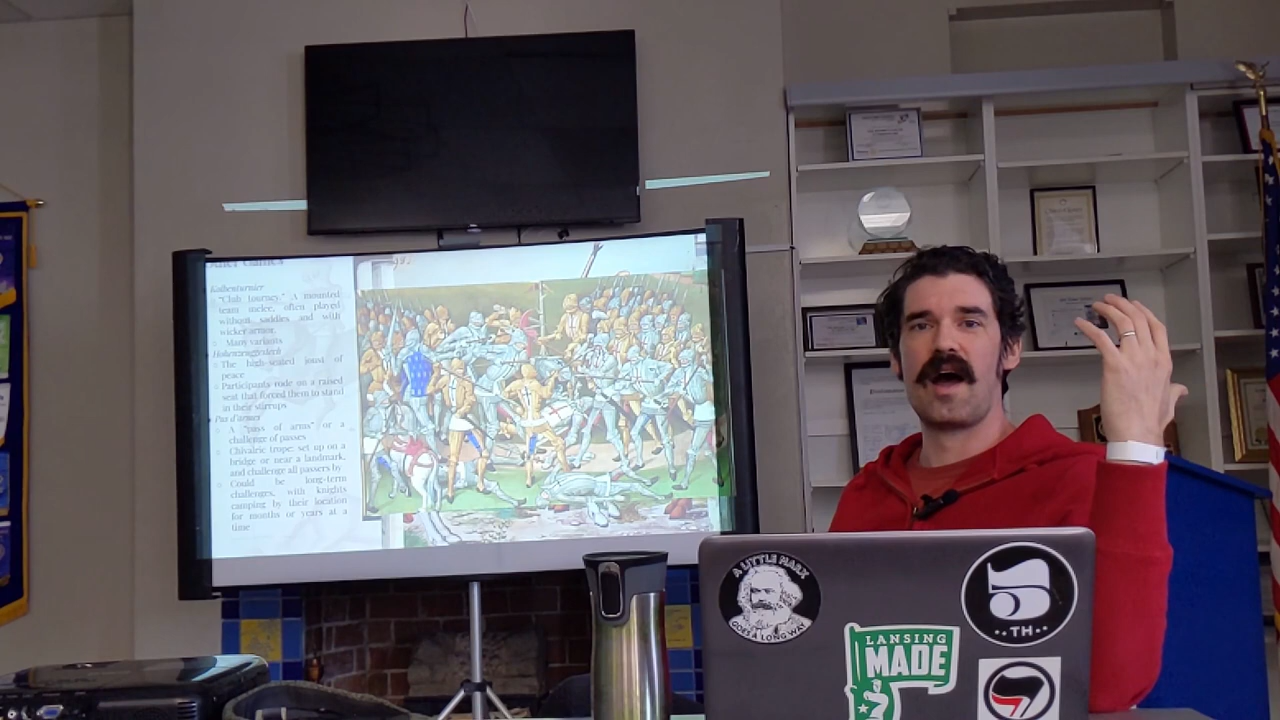 Other Games
Kolbenturnier
"Club tourney." A mounted
team melee, often played
without saddles and with
wicker armor.
Many variants
Hohenzeuggestech
The high-seated joust of
peace
Participants rode on a raised
seat that forced them to stand
in their stirrups
Pas d'armes
A "pass of arms" or a
challenge of passes
Chivalric trope: set up on a
bridge or near a landmark,
and challenge all passers by
Could be long-term
challenges, with knights
camping by their location
for months or years at a
time
A LITTLE MARX
GOES A LONG WAY
LANSING
MADE
5
TH